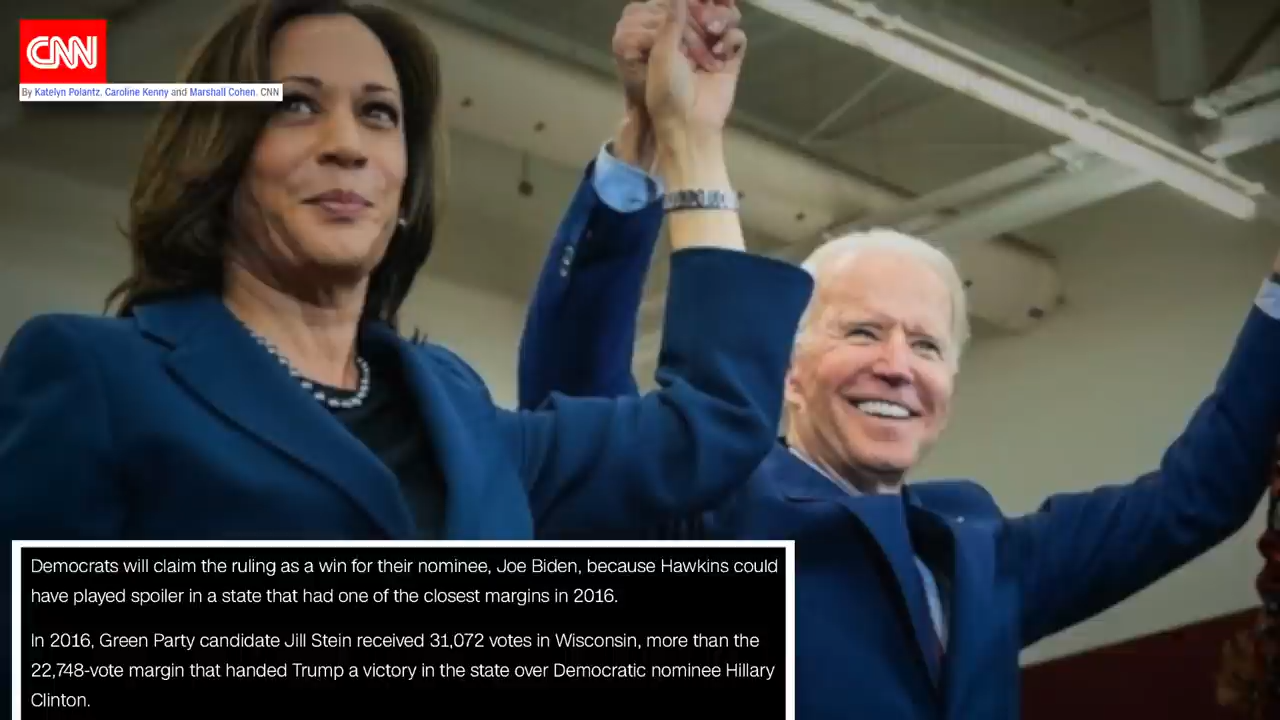 CNN
By Katelyn Polantz, Caroline Kenny and Marshall Cohen, CNN
Democrats will claim the ruling as a win for their nominee, Joe Biden, because Hawkins could
have played spoiler in a state that had one of the closest margins in 2016.
In 2016, Green Party candidate Jill Stein received 31,072 votes in Wisconsin, more than the
22,748-vote margin that handed Trump a victory in the state over Democratic nominee Hillary
Clinton.